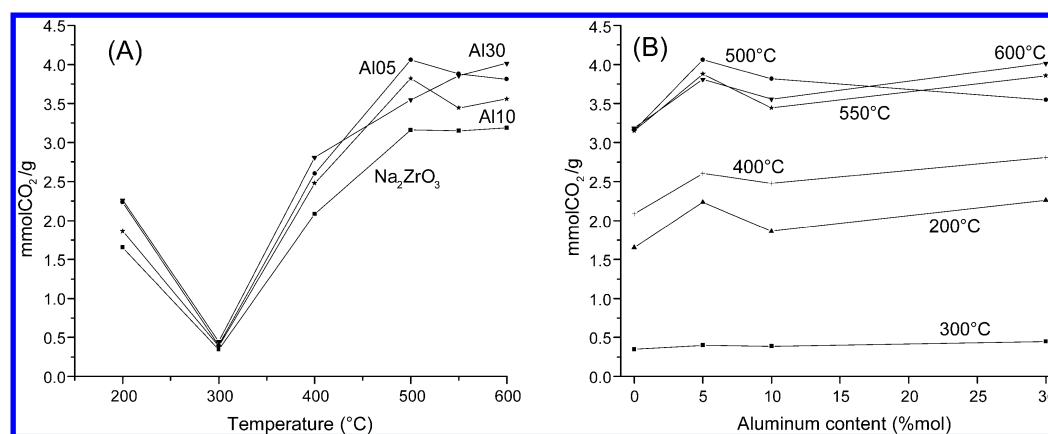 (A)
4.5
4.0
3.5
3.0
2.5
2.0
1.5
1.0
0.5
0.0
mmolCO₂/g
Al05
Al30
Al10
Na₂ZrO₃
200
300
400
500
600
Temperature (°C)
(B)
4.5
4.0
3.5
3.0
2.5
2.0
1.5
1.0
0.5
0.0
mmolCO₂/g
500°C
600°C
550°C
400°C
200°C
300°C
0
5
10
15
20
25
Aluminum content (%mol)